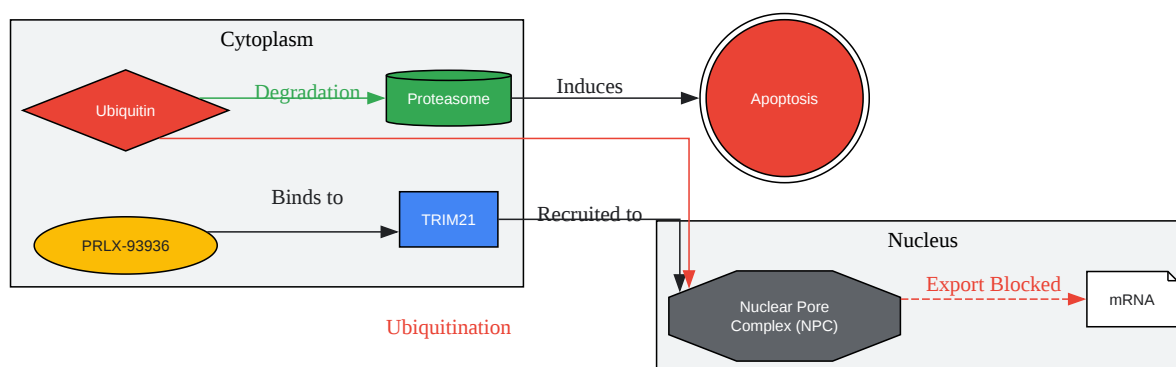 Cytoplasm
Ubiquitin
Degradation
Proteasome
Induces
Apoptosis
PRLX-93936
Binds to
TRIM21
Recruited to
Nucleus
Nuclear Pore
Complex (NPC)
Export Blocked
mRNA
Ubiquitination